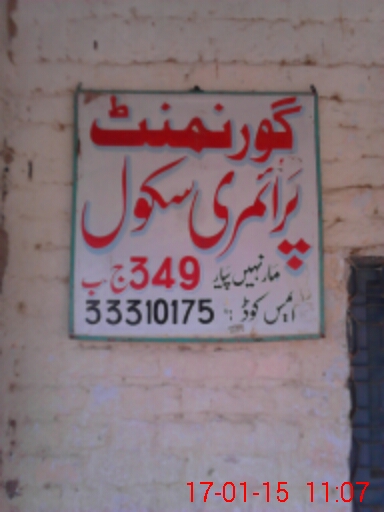 گورنمنٹ
پرائمری سکول
مار نہیں پیار 349 ج ب
ایمس کوڈ : 33310175
17-01-15 11:07